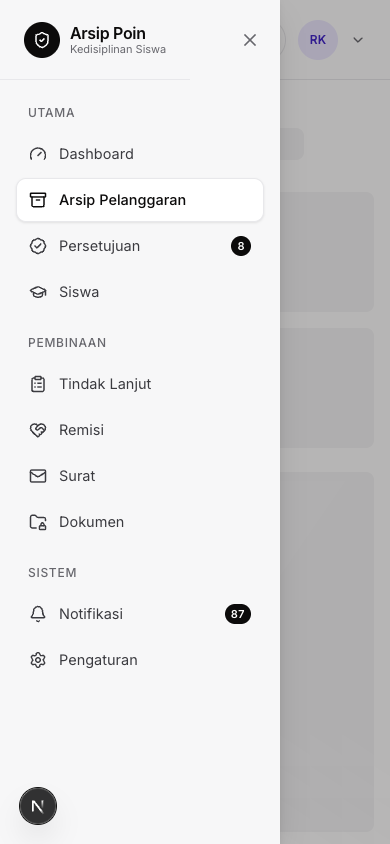 Arsip Poin
Kedisiplinan Siswa
RK
UTAMA
Dashboard
Arsip Pelanggaran
Persetujuan 8
Siswa
PEMBINAAN
Tindak Lanjut
Remisi
Surat
Dokumen
SISTEM
Notifikasi 87
Pengaturan
N